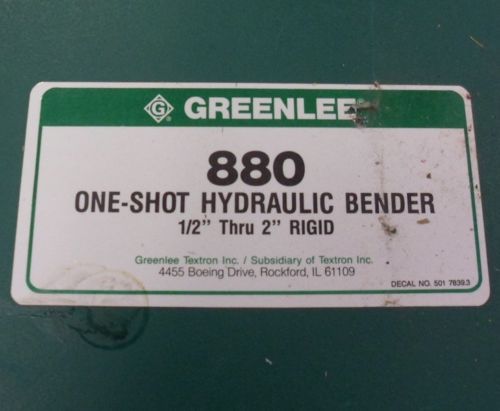 G GREENLEE
880
ONE-SHOT HYDRAULIC BENDER
1/2" Thru 2" RIGID
Greenlee Textron Inc. / Subsidiary of Textron Inc.
4455 Boeing Drive, Rockford, IL 61109
DECAL NO. 501 7839.3